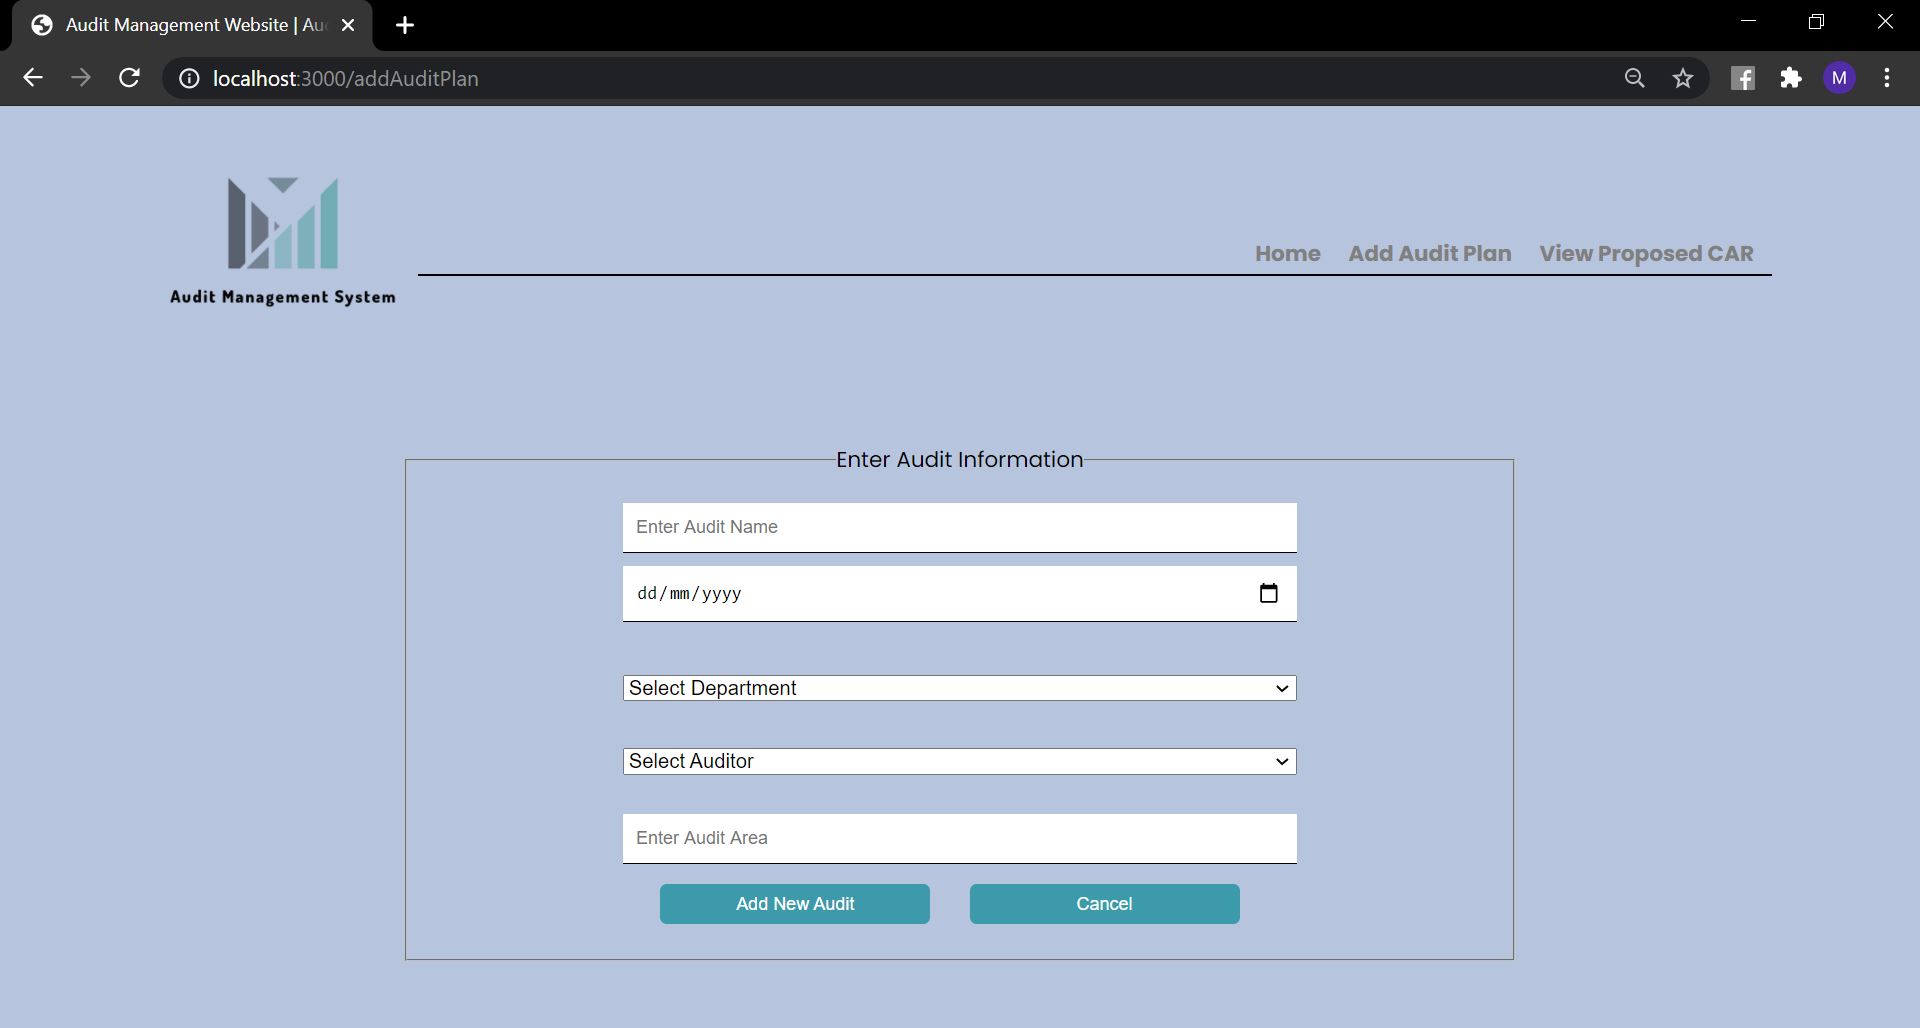 Audit Management Website | Au
localhost:3000/addAuditPlan
M
Home Add Audit Plan View Proposed CAR
Audit Management System
Enter Audit Information
Enter Audit Name
dd/mm/yyyy
Select Department
Select Auditor
Enter Audit Area
Add New Audit Cancel